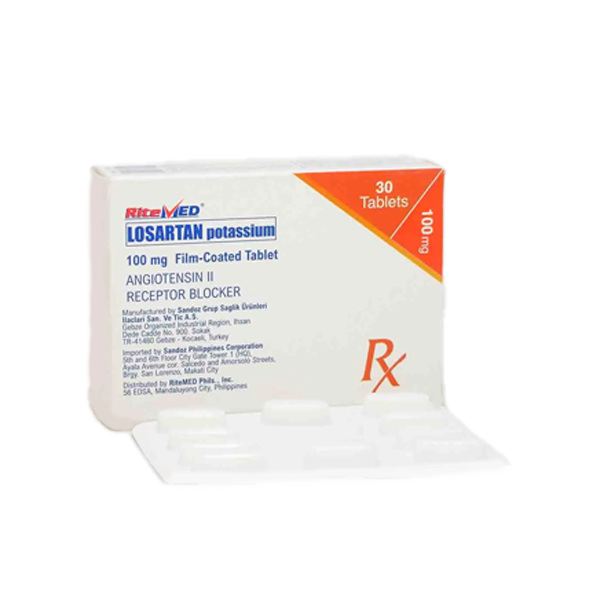 RiteMED®
LOSARTAN potassium
100 mg Film-Coated Tablet
ANGIOTENSIN II
RECEPTOR BLOCKER
Manufactured by Sandoz Grup Saglik Ürünleri
Ilaclari San. Ve Tic A.S.
Gebze Organized Industrial Region, Ihsan
Dede Cadde No. 900. Sokak
TR-41480 Gebze - Kocaeli, Turkey
Imported by Sandoz Philippines Corporation
5th and 6th Floor City Gate Tower 1 (HQ),
Ayala Avenue cor. Salcedo and Amorsolo Streets,
Brgy. San Lorenzo, Makati City
Distributed by RiteMED Phils., Inc.
56 EDSA, Mandaluyong City, Philippines
30
Tablets
100 mg
Rx